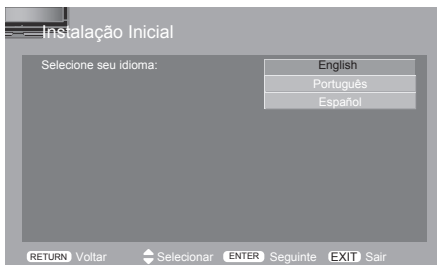 Instalação Inicial
Selecione seu idioma:
English
Português
Español
RETURN Voltar Selecionar ENTER Seguinte EXIT Sair